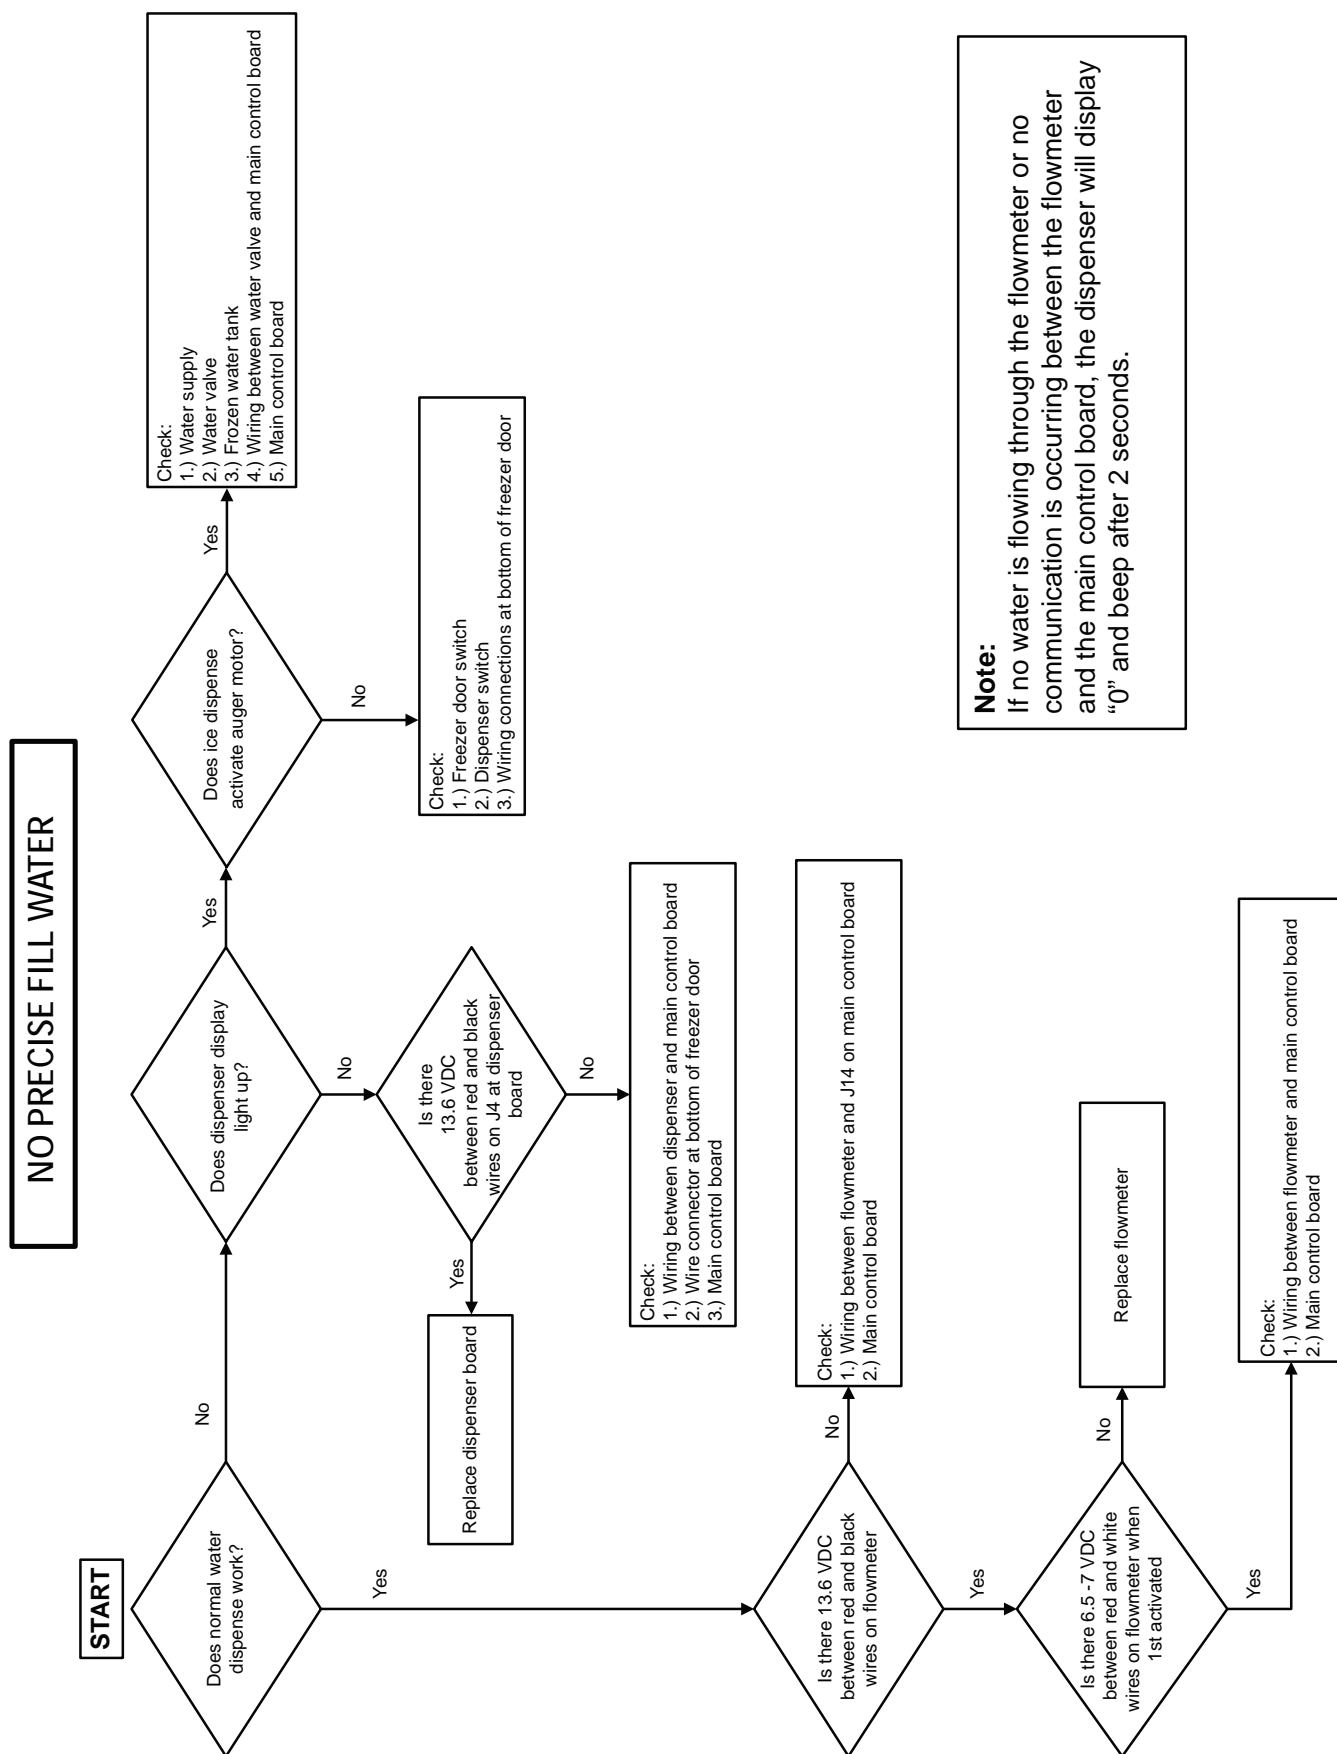 NO PRECISE FILL WATER
START
Does normal water
dispense work?
No
Does dispenser display
light up?
Yes
Does ice dispense
activate auger motor?
Yes
Check:
1.) Water supply
2.) Water valve
3.) Frozen water tank
4.) Wiring between water valve and main control board
5.) Main control board
No
Check:
1.) Freezer door switch
2.) Dispenser switch
3.) Wiring connections at bottom of freezer door
No
Is there
13.6 VDC
between red and black
wires on J4 at dispenser
board
Yes
Replace dispenser board
No
Check:
1.) Wiring between dispenser and main control board
2.) Wire connector at bottom of freezer door
3.) Main control board
Yes
Is there 13.6 VDC
between red and black
wires on flowmeter
No
Check:
1.) Wiring between flowmeter and J14 on main control board
2.) Main control board
Yes
Is there 6.5 -7 VDC
between red and white
wires on flowmeter when
1st activated
No
Replace flowmeter
Yes
Check:
1.) Wiring between flowmeter and main control board
2.) Main control board
Note:
If no water is flowing through the flowmeter or no
communication is occurring between the flowmeter
and the main control board, the dispenser will display
“0” and beep after 2 seconds.